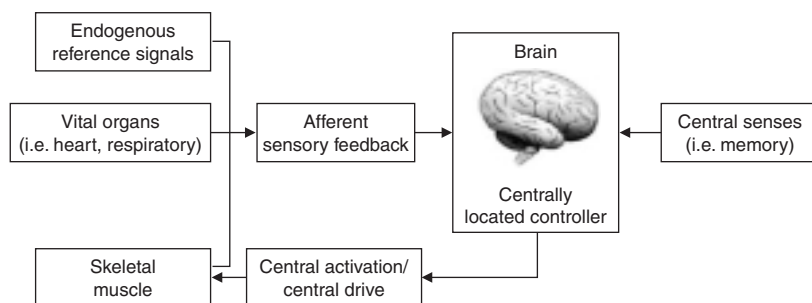 Endogenous
reference signals
Vital organs
(i.e. heart, respiratory)
Afferent
sensory feedback
Brain
Centrally
located controller
Central senses
(i.e. memory)
Skeletal
muscle
Central activation/
central drive